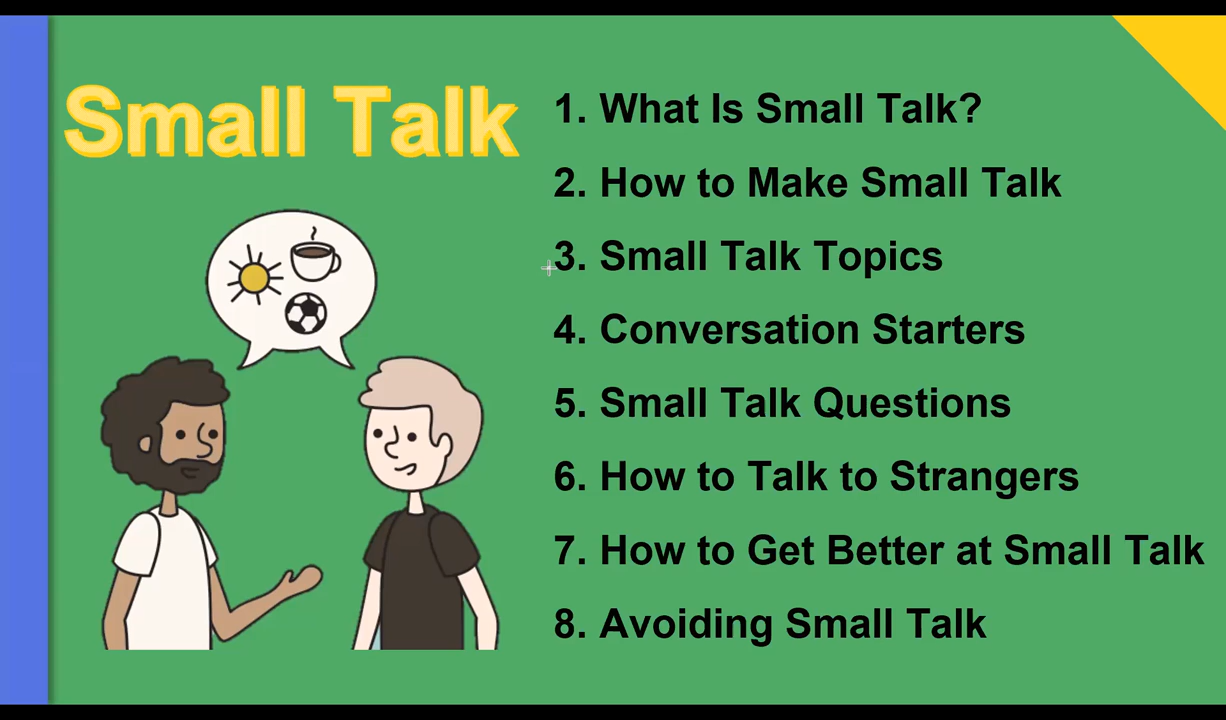 Small Talk
1. What Is Small Talk?
2. How to Make Small Talk
3. Small Talk Topics
4. Conversation Starters
5. Small Talk Questions
6. How to Talk to Strangers
7. How to Get Better at Small Talk
8. Avoiding Small Talk